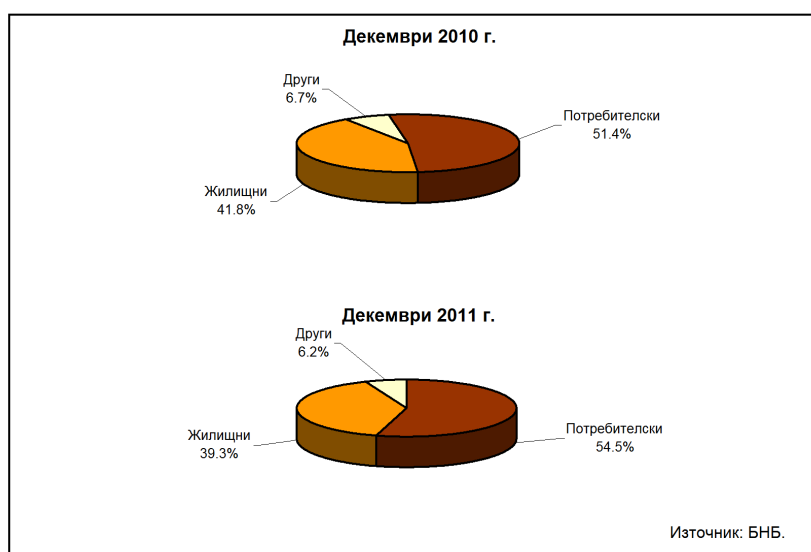 Декември 2010 г.
Други
6.7%
Потребителски
51.4%
Жилищни
41.8%
Декември 2011 г.
Други
6.2%
Потребителски
54.5%
Жилищни
39.3%
Източник: БНБ.